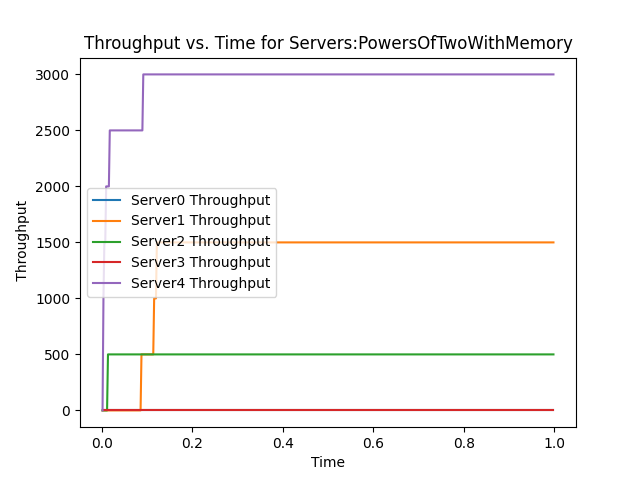 Throughput vs. Time for Servers:PowersOfTwoWithMemory
3000
2500
2000
1500
1000
500
0
Throughput
Server0 Throughput
Server1 Throughput
Server2 Throughput
Server3 Throughput
Server4 Throughput
0.0 0.2 0.4 0.6 0.8 1.0
Time